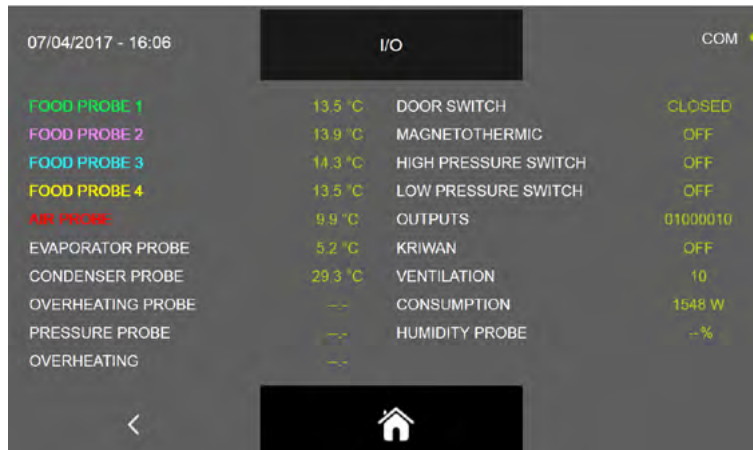 07/04/2017 - 16:06
I/O
COM
FOOD PROBE 1 13.5 °C DOOR SWITCH CLOSED
FOOD PROBE 2 13.9 °C MAGNETOTHERMIC OFF
FOOD PROBE 3 14.3 °C HIGH PRESSURE SWITCH OFF
FOOD PROBE 4 13.5 °C LOW PRESSURE SWITCH OFF
AIR PROBE 9.9 °C OUTPUTS 01000010
EVAPORATOR PROBE 5.2 °C KRIWAN OFF
CONDENSER PROBE 29.3 °C VENTILATION 10
OVERHEATING PROBE --.- CONSUMPTION 1548 W
PRESSURE PROBE --.- HUMIDITY PROBE --%
OVERHEATING --.-